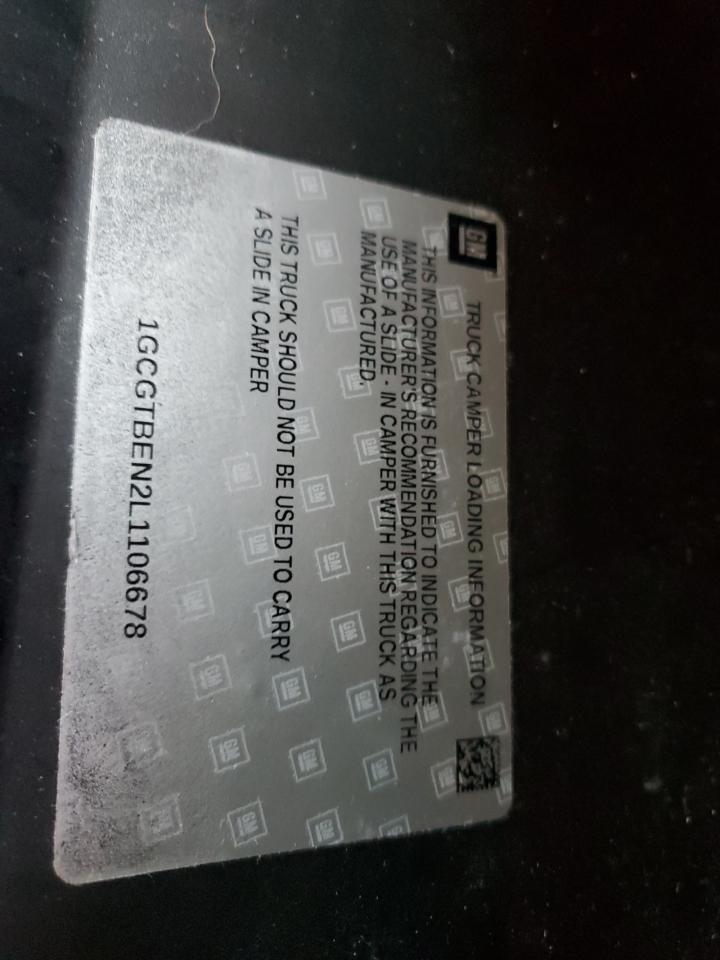 GM
TRUCK CAMPER LOADING INFORMATION
THIS INFORMATION IS FURNISHED TO INDICATE THE
MANUFACTURER'S RECOMMENDATION REGARDING THE
USE OF A SLIDE - IN CAMPER WITH THIS TRUCK AS
MANUFACTURED.
THIS TRUCK SHOULD NOT BE USED TO CARRY
A SLIDE IN CAMPER
1GCGTBEN2L1106678